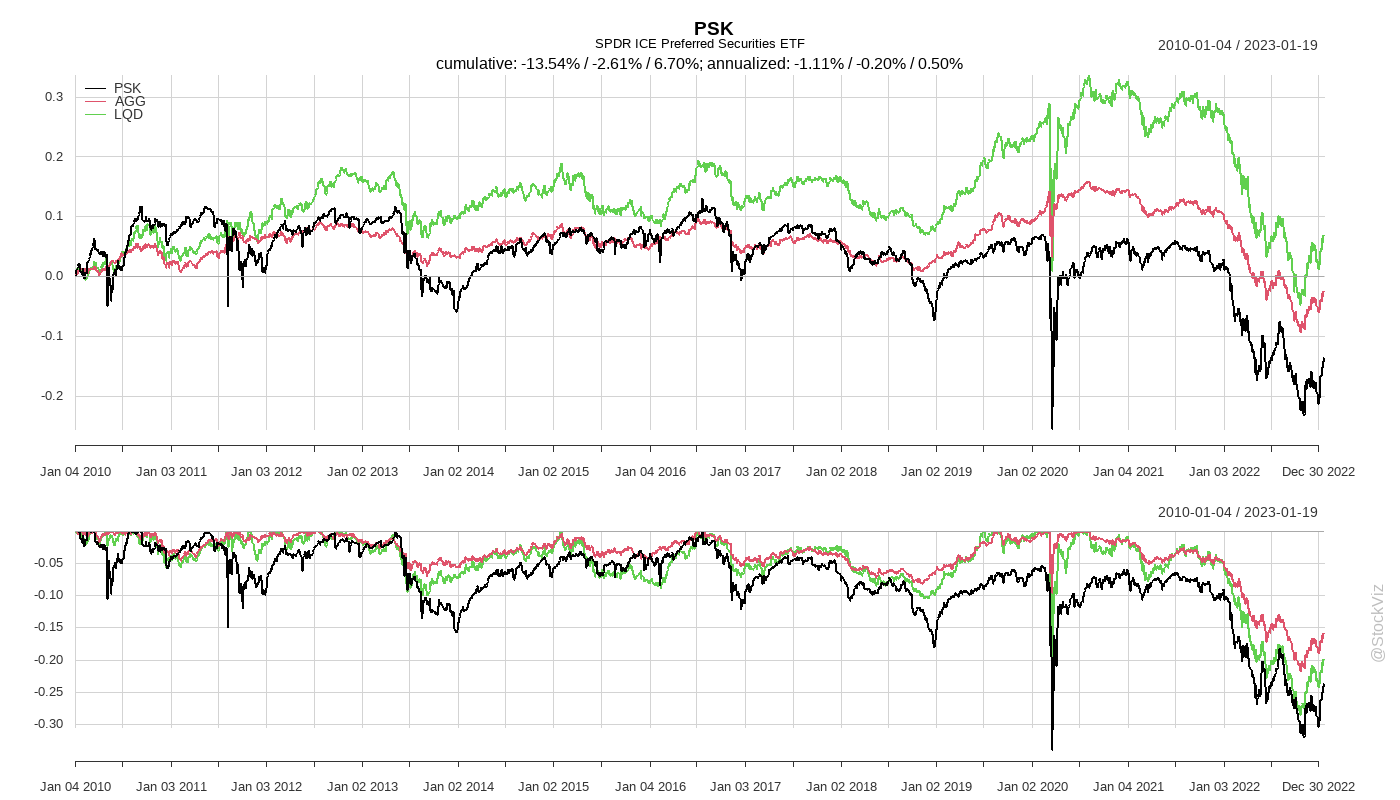 PSK
SPDR ICE Preferred Securities ETF
2010-01-04 / 2023-01-19
cumulative: -13.54% / -2.61% / 6.70%; annualized: -1.11% / -0.20% / 0.50%
PSK
AGG
LQD
0.3
0.2
0.1
0.0
-0.1
-0.2
Jan 04 2010 Jan 03 2011 Jan 03 2012 Jan 02 2013 Jan 02 2014 Jan 02 2015 Jan 04 2016 Jan 03 2017 Jan 02 2018 Jan 02 2019 Jan 02 2020 Jan 04 2021 Jan 03 2022 Dec 30 2022
2010-01-04 / 2023-01-19
-0.05
-0.10
-0.15
-0.20
-0.25
-0.30
Jan 04 2010 Jan 03 2011 Jan 03 2012 Jan 02 2013 Jan 02 2014 Jan 02 2015 Jan 04 2016 Jan 03 2017 Jan 02 2018 Jan 02 2019 Jan 02 2020 Jan 04 2021 Jan 03 2022 Dec 30 2022
@StockViz